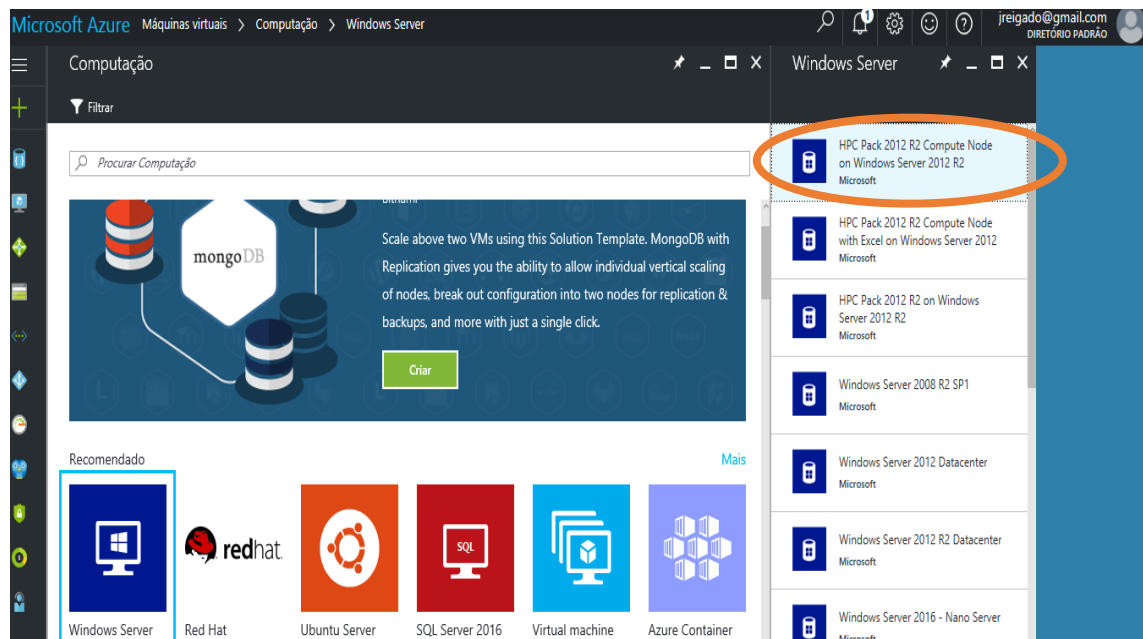 Microsoft Azure Máquinas virtuais > Computação > Windows Server
1
jreigado@gmail.com
DIRETÓRIO PADRÃO
Computação
Filtrar
Procurar Computação
Bitnami
mongoDB
Scale above two VMs using this Solution Template. MongoDB with
Replication gives you the ability to allow individual vertical scaling
of nodes, break out configuration into two nodes for replication &
backups, and more with just a single click.
Criar
Recomendado
Mais
redhat.
SQL
Windows Server
Red Hat
Ubuntu Server
SQL Server 2016
Virtual machine
Azure Container
Windows Server
HPC Pack 2012 R2 Compute Node
on Windows Server 2012 R2
Microsoft
HPC Pack 2012 R2 Compute Node
with Excel on Windows Server 2012
Microsoft
HPC Pack 2012 R2 on Windows
Server 2012 R2
Microsoft
Windows Server 2008 R2 SP1
Microsoft
Windows Server 2012 Datacenter
Microsoft
Windows Server 2012 R2 Datacenter
Microsoft
Windows Server 2016 - Nano Server
Microsoft